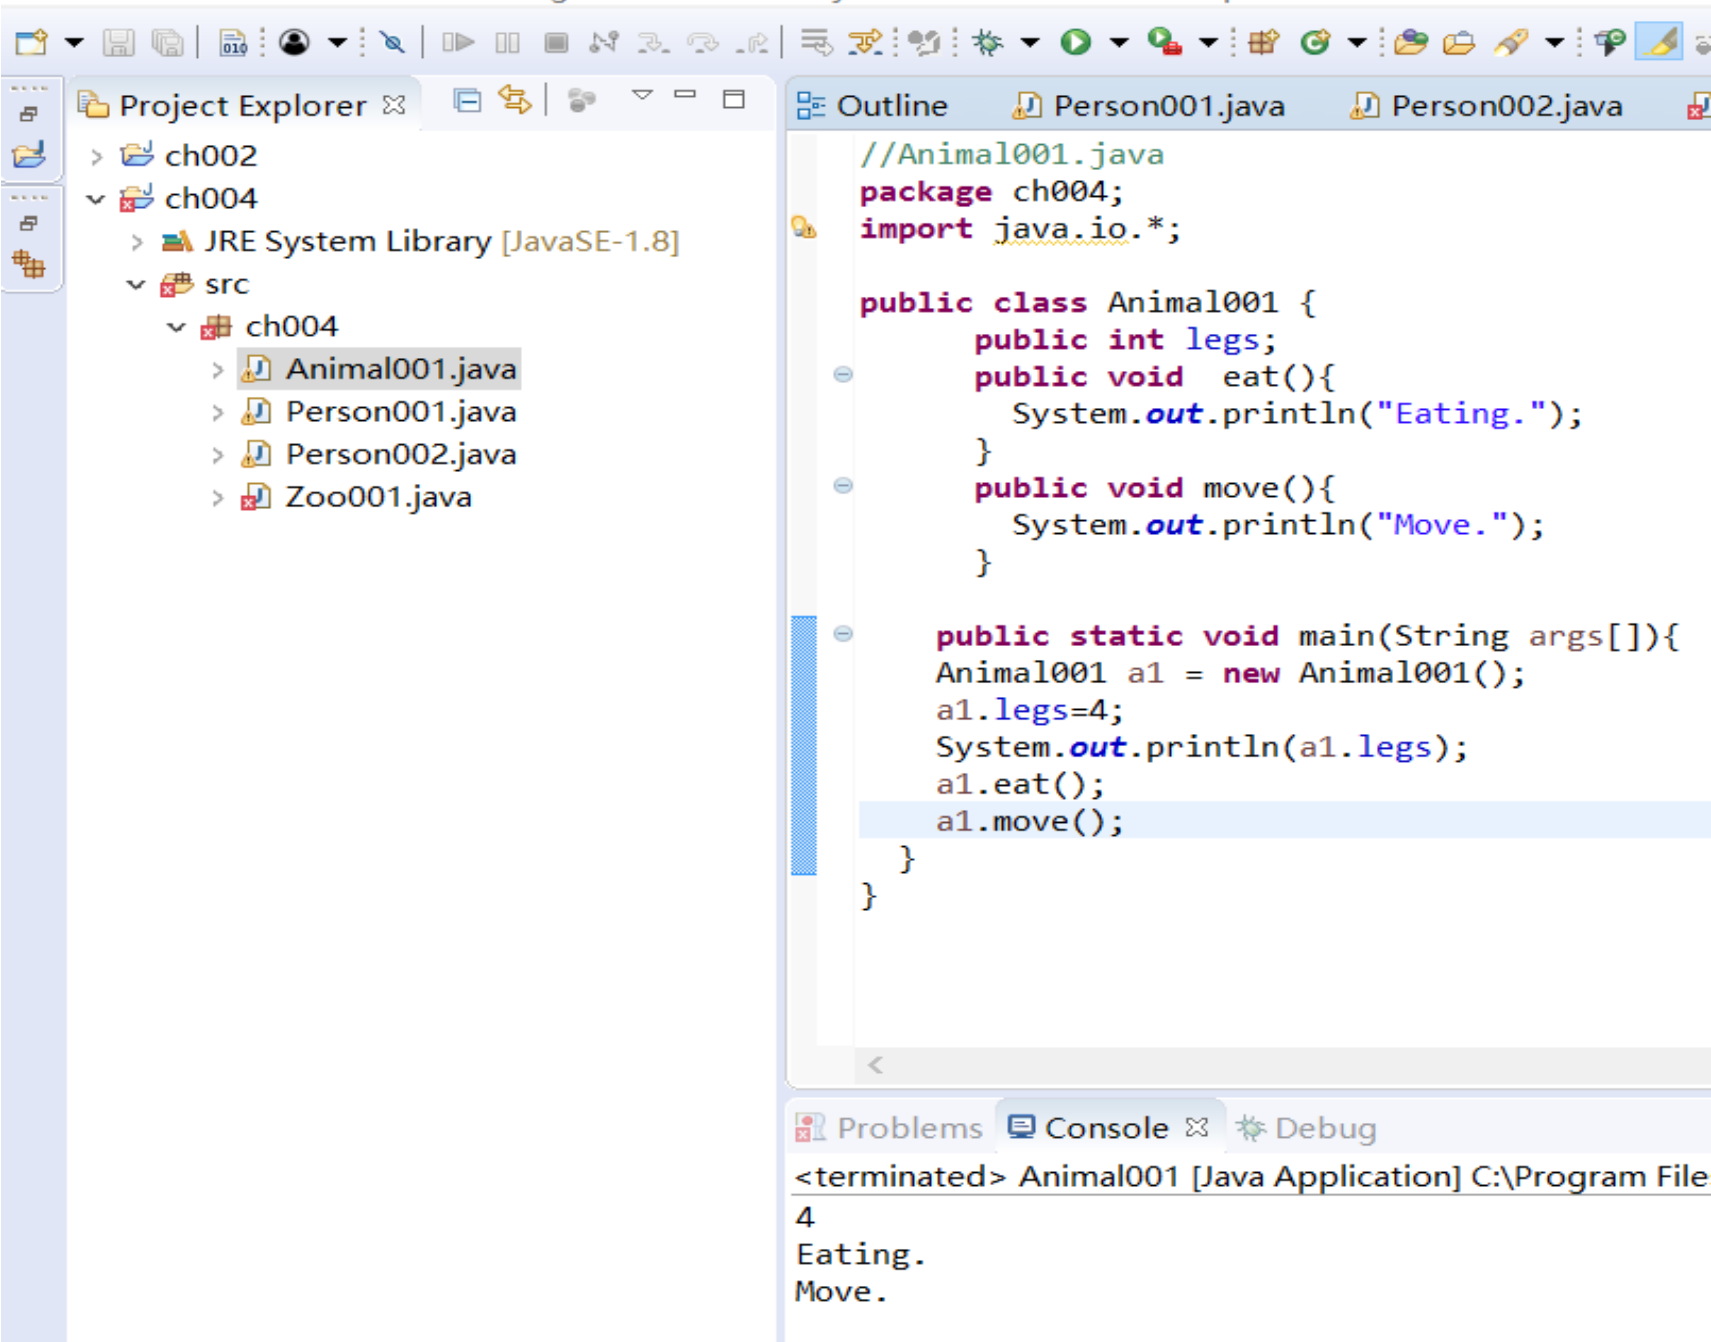 Project Explorer
ch002
ch004
JRE System Library [JavaSE-1.8]
src
ch004
Animal001.java
Person001.java
Person002.java
Zoo001.java
Outline
Person001.java
Person002.java
//Animal001.java
package ch004;
import java.io.*;
public class Animal001 {
public int legs;
public void  eat(){
System.out.println("Eating.");
}
public void move(){
System.out.println("Move.");
}
public static void main(String args[]){
Animal001 a1 = new Animal001();
a1.legs=4;
System.out.println(a1.legs);
a1.eat();
a1.move();
}
}
Problems
Console
Debug
<terminated> Animal001 [Java Application] C:\Program File
4
Eating.
Move.